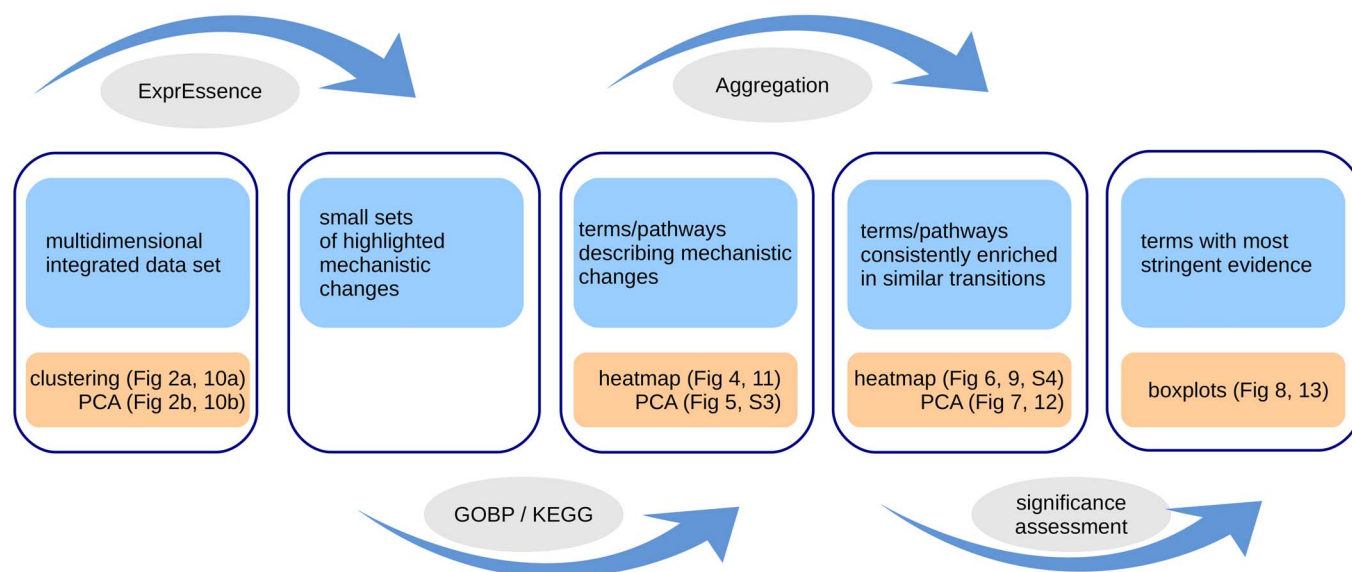 ExprEssence
Aggregation
multidimensional
integrated data set
clustering (Fig 2a, 10a)
PCA (Fig 2b, 10b)
small sets
of highlighted
mechanistic
changes
terms/pathways
describing mechanistic
changes
heatmap (Fig 4, 11)
PCA (Fig 5, S3)
terms/pathways
consistently enriched
in similar transitions
heatmap (Fig 6, 9, S4)
PCA (Fig 7, 12)
terms with most
stringent evidence
boxplots (Fig 8, 13)
GOBP / KEGG
significance
assessment